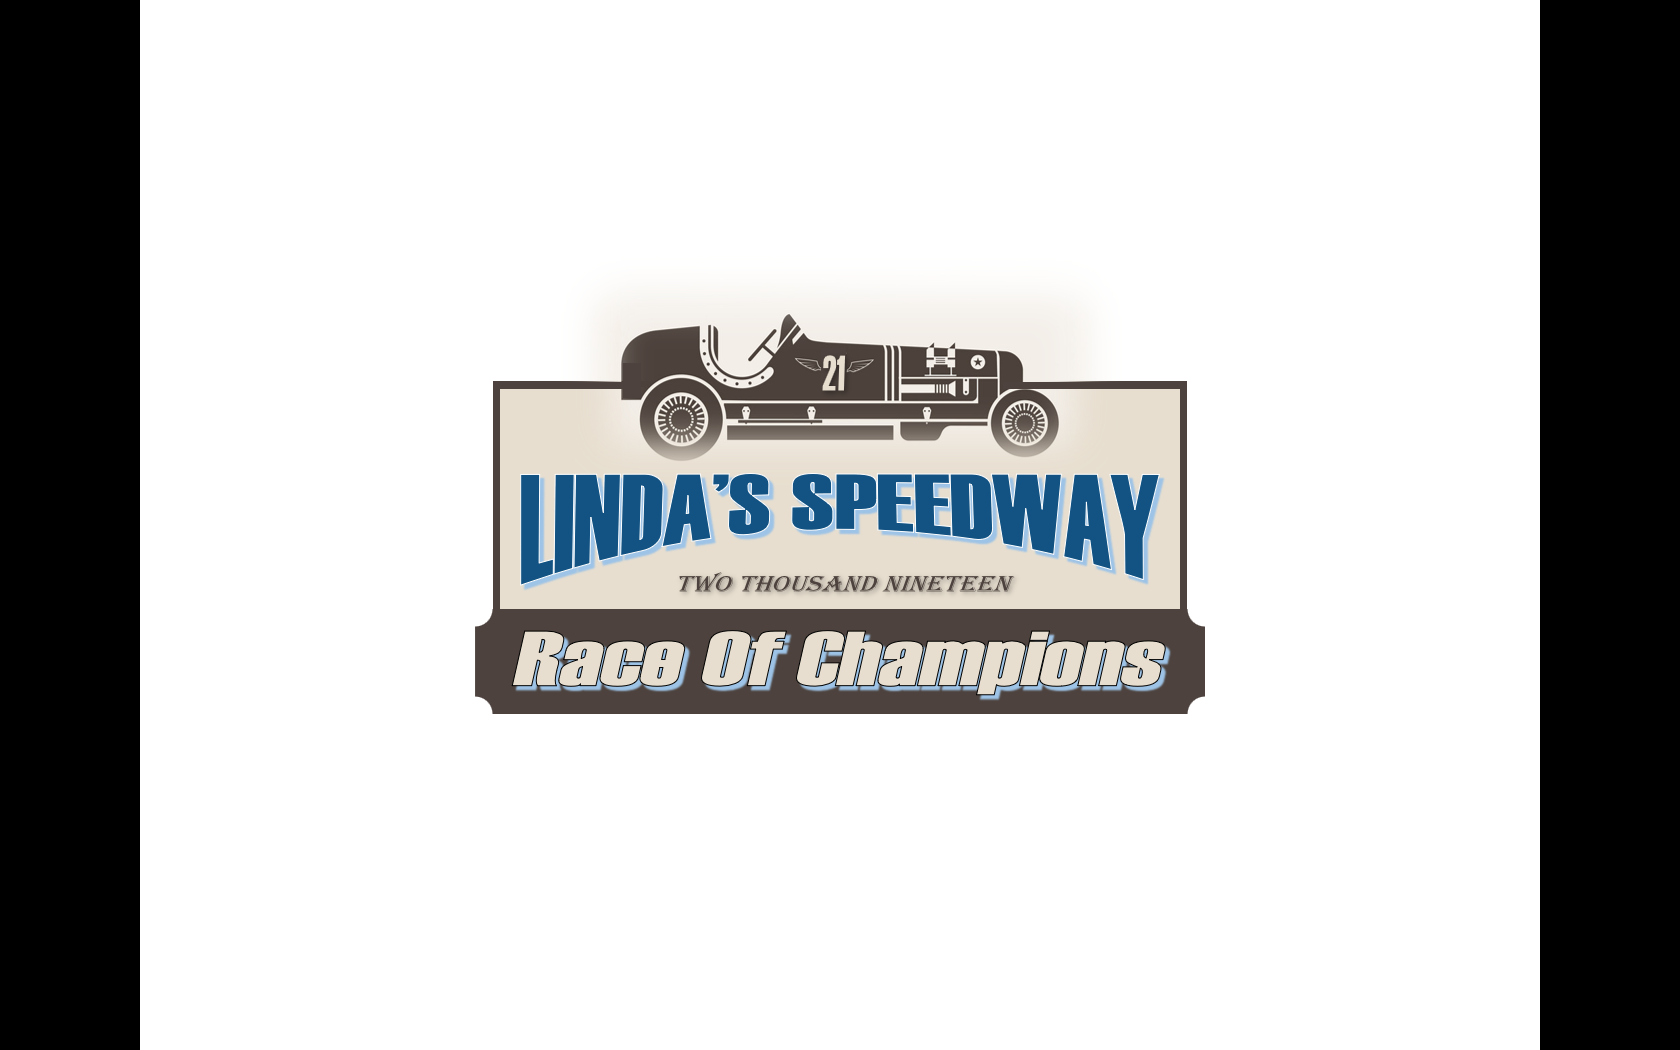 21
LINDA'S SPEEDWAY
TWO THOUSAND NINETEEN
Race Of Champions